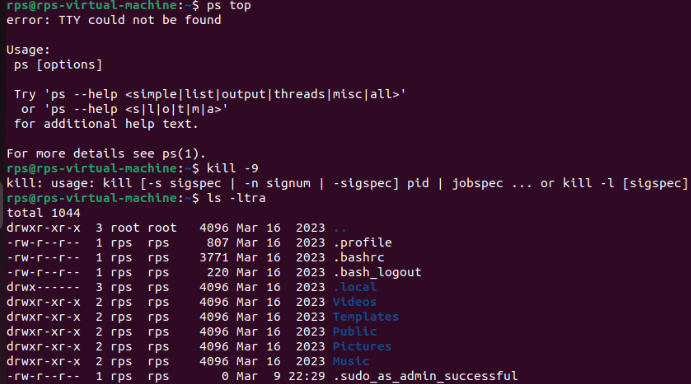 rps@rps-virtual-machine:~$ ps top
error: TTY could not be found
Usage:
ps [options]
Try 'ps --help <simple|list|output|threads|misc|all>'
or 'ps --help <s|l|o|t|m|a>'
for additional help text.
For more details see ps(1).
rps@rps-virtual-machine:~$ kill -9
kill: usage: kill [-s sigspec | -n signum | -sigspec] pid | jobspec ... or kill -l [sigspec]
rps@rps-virtual-machine:~$ ls -ltra
total 1044
drwxr-xr-x  3 root root   4096 Mar 16  2023 ..
-rw-r--r--  1 rps  rps     807 Mar 16  2023 .profile
-rw-r--r--  1 rps  rps    3771 Mar 16  2023 .bashrc
-rw-r--r--  1 rps  rps     220 Mar 16  2023 .bash_logout
drwx------  3 rps  rps    4096 Mar 16  2023 .local
drwxr-xr-x  2 rps  rps    4096 Mar 16  2023 Videos
drwxr-xr-x  2 rps  rps    4096 Mar 16  2023 Templates
drwxr-xr-x  2 rps  rps    4096 Mar 16  2023 Public
drwxr-xr-x  2 rps  rps    4096 Mar 16  2023 Pictures
drwxr-xr-x  2 rps  rps    4096 Mar 16  2023 Music
-rw-r--r--  1 rps  rps       0 Mar  9 22:29 .sudo_as_admin_successful